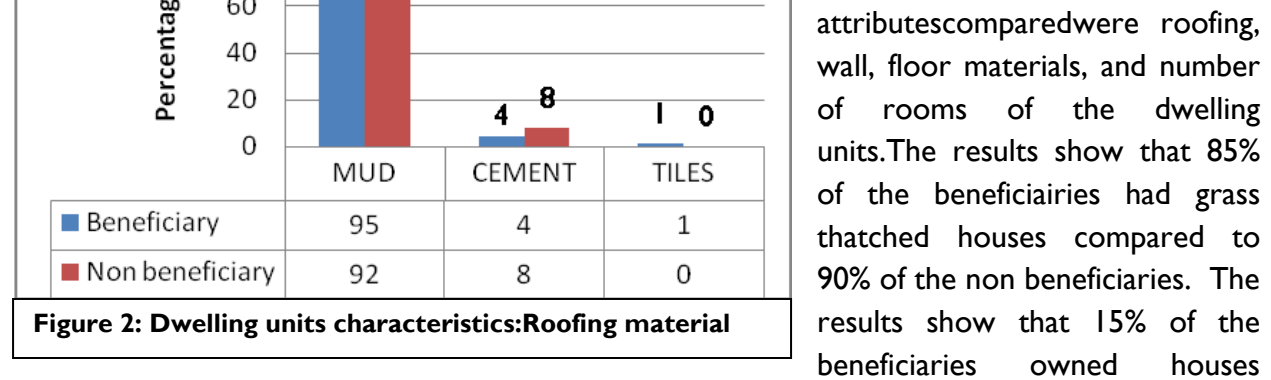 Percentag
60
40
20
0
4
8
1
0
MUD CEMENT TILES
Beneficiary 95 4 1
Non beneficiary 92 8 0
Figure 2: Dwelling units characteristics:Roofing material
attributescomparedwere roofing,
wall, floor materials, and number
of rooms of the dwelling
units.The results show that 85%
of the beneficiairies had grass
thatched houses compared to
90% of the non beneficiaries. The
results show that 15% of the
beneficiaries owned houses